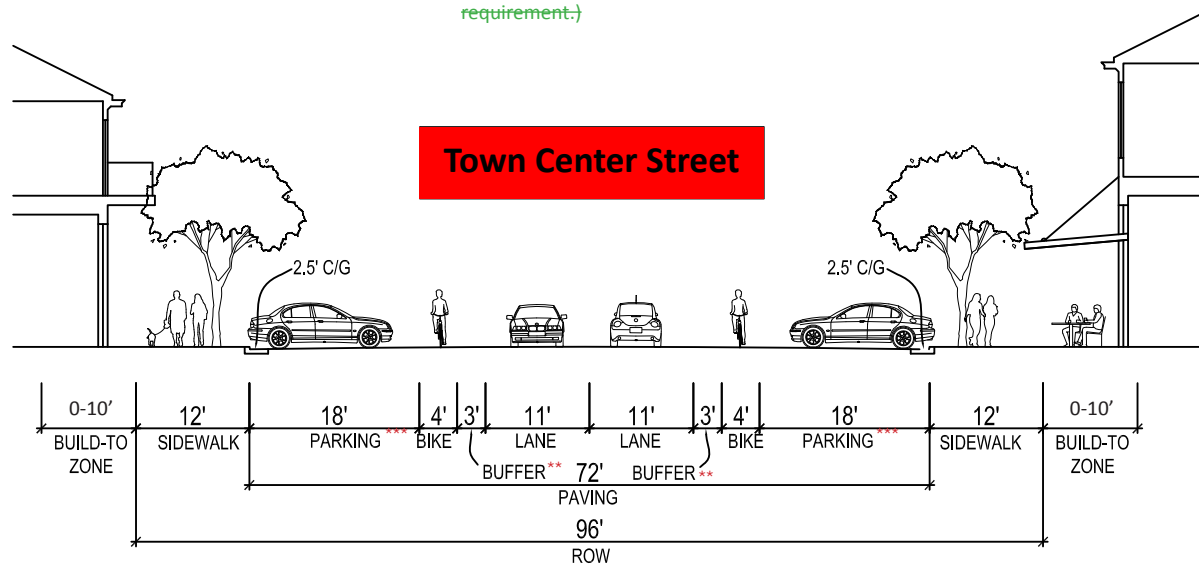 requirement.)
Town Center Street
2.5' C/G 2.5' C/G
0-10' 12' 18' 4' 3' 11' 11' 3' 4' 18' 12' 0-10'
BUILD-TO ZONE SIDEWALK PARKING*** BIKE LANE LANE BIKE PARKING*** SIDEWALK BUILD-TO ZONE
BUFFER** 72' BUFFER**
PAVING
96'
ROW